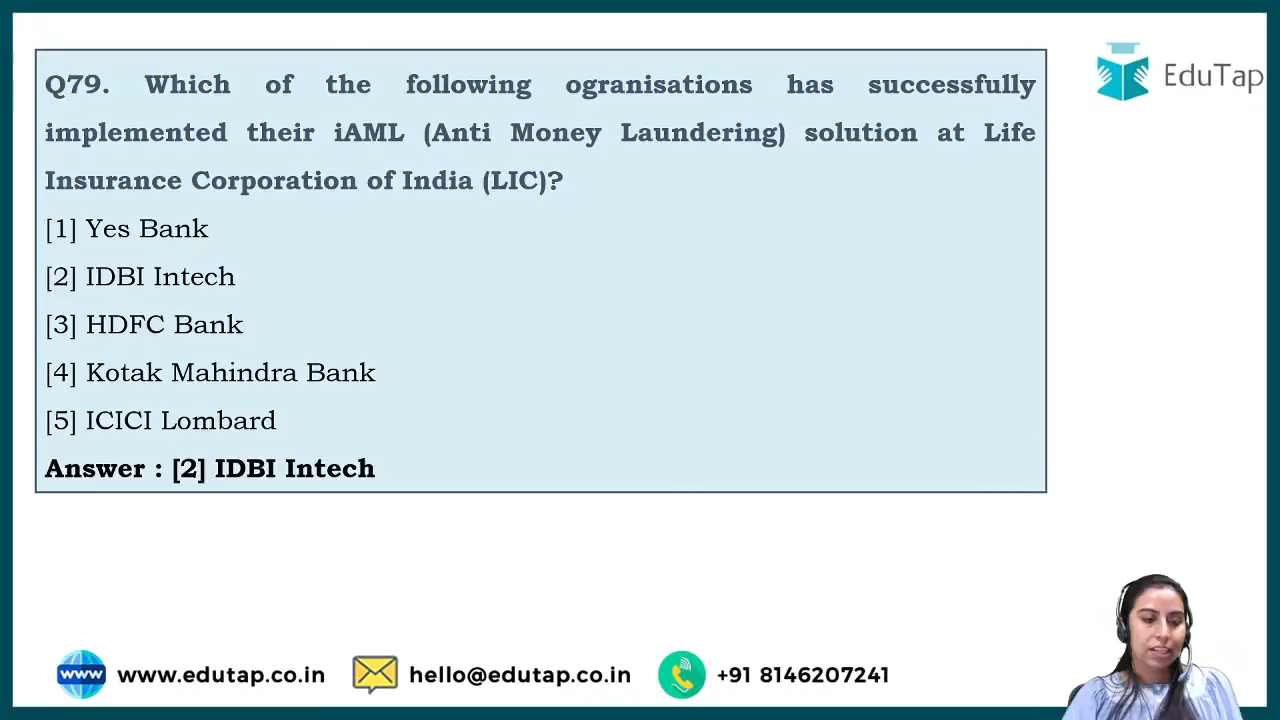 EduTap
Q79. Which of the following ogranisations has successfully
implemented their iAML (Anti Money Laundering) solution at Life
Insurance Corporation of India (LIC)?
[1] Yes Bank
[2] IDBI Intech
[3] HDFC Bank
[4] Kotak Mahindra Bank
[5] ICICI Lombard
Answer : [2] IDBI Intech
WWW www.edutap.co.in hello@edutap.co.in +91 8146207241